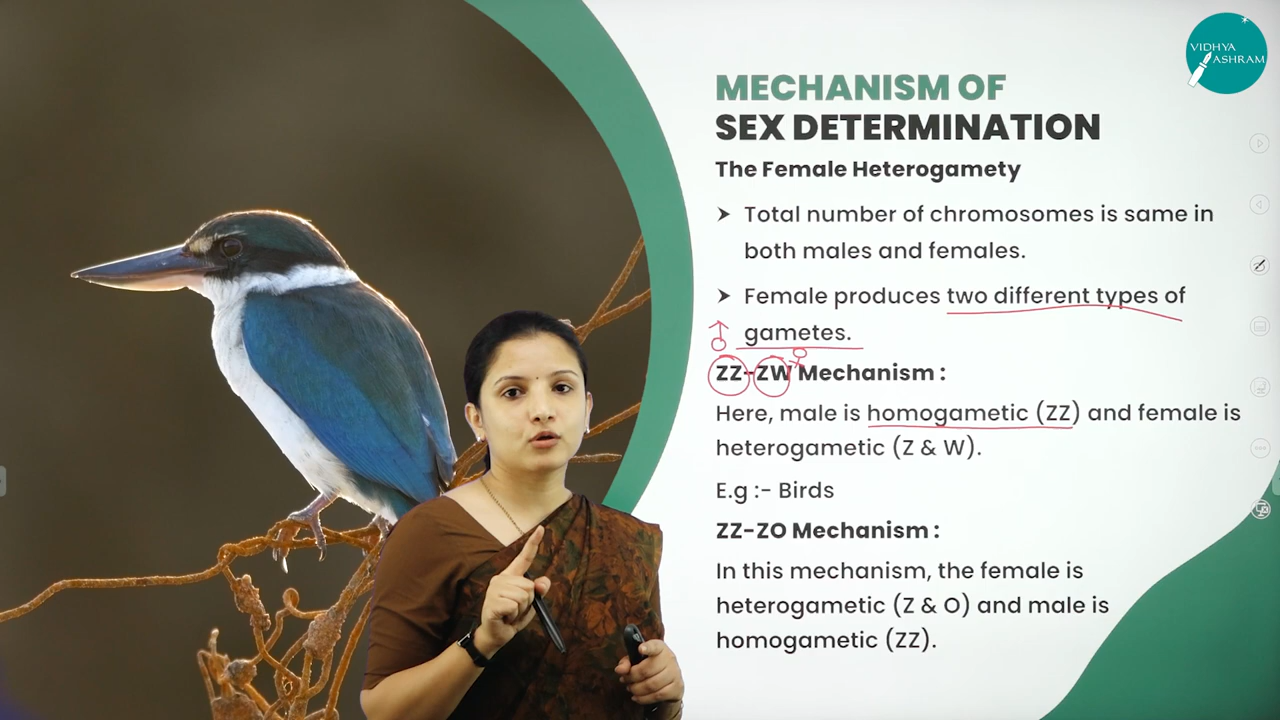 VIDHYA
ASHRAM
MECHANISM OF
SEX DETERMINATION
The Female Heterogamety
➤ Total number of chromosomes is same in
both males and females.
➤ Female produces two different types of
gametes.
ZZ-ZW Mechanism :
Here, male is homogametic (ZZ) and female is
heterogametic (Z & W).
E.g :- Birds
ZZ-ZO Mechanism :
In this mechanism, the female is
heterogametic (Z & O) and male is
homogametic (ZZ).